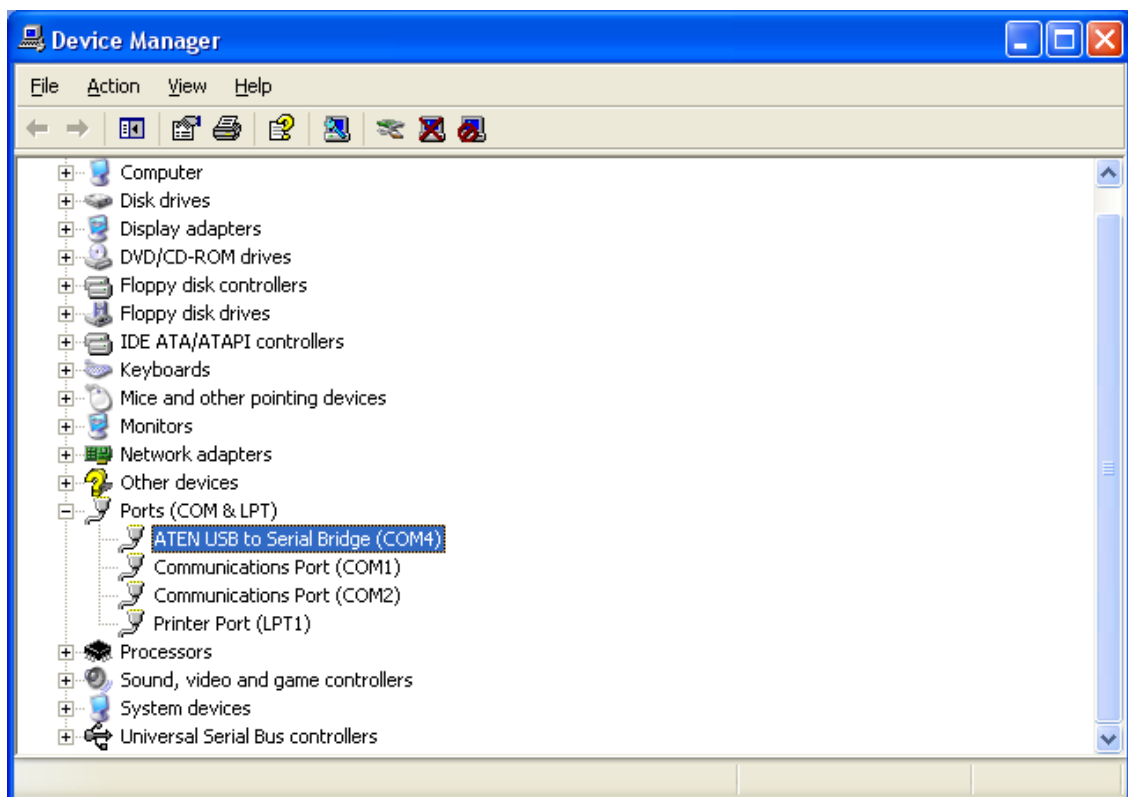 Device Manager
File Action View Help
Computer
Disk drives
Display adapters
DVD/CD-ROM drives
Floppy disk controllers
Floppy disk drives
IDE ATA/ATAPI controllers
Keyboards
Mice and other pointing devices
Monitors
Network adapters
Other devices
Ports (COM & LPT)
ATEN USB to Serial Bridge (COM4)
Communications Port (COM1)
Communications Port (COM2)
Printer Port (LPT1)
Processors
Sound, video and game controllers
System devices
Universal Serial Bus controllers